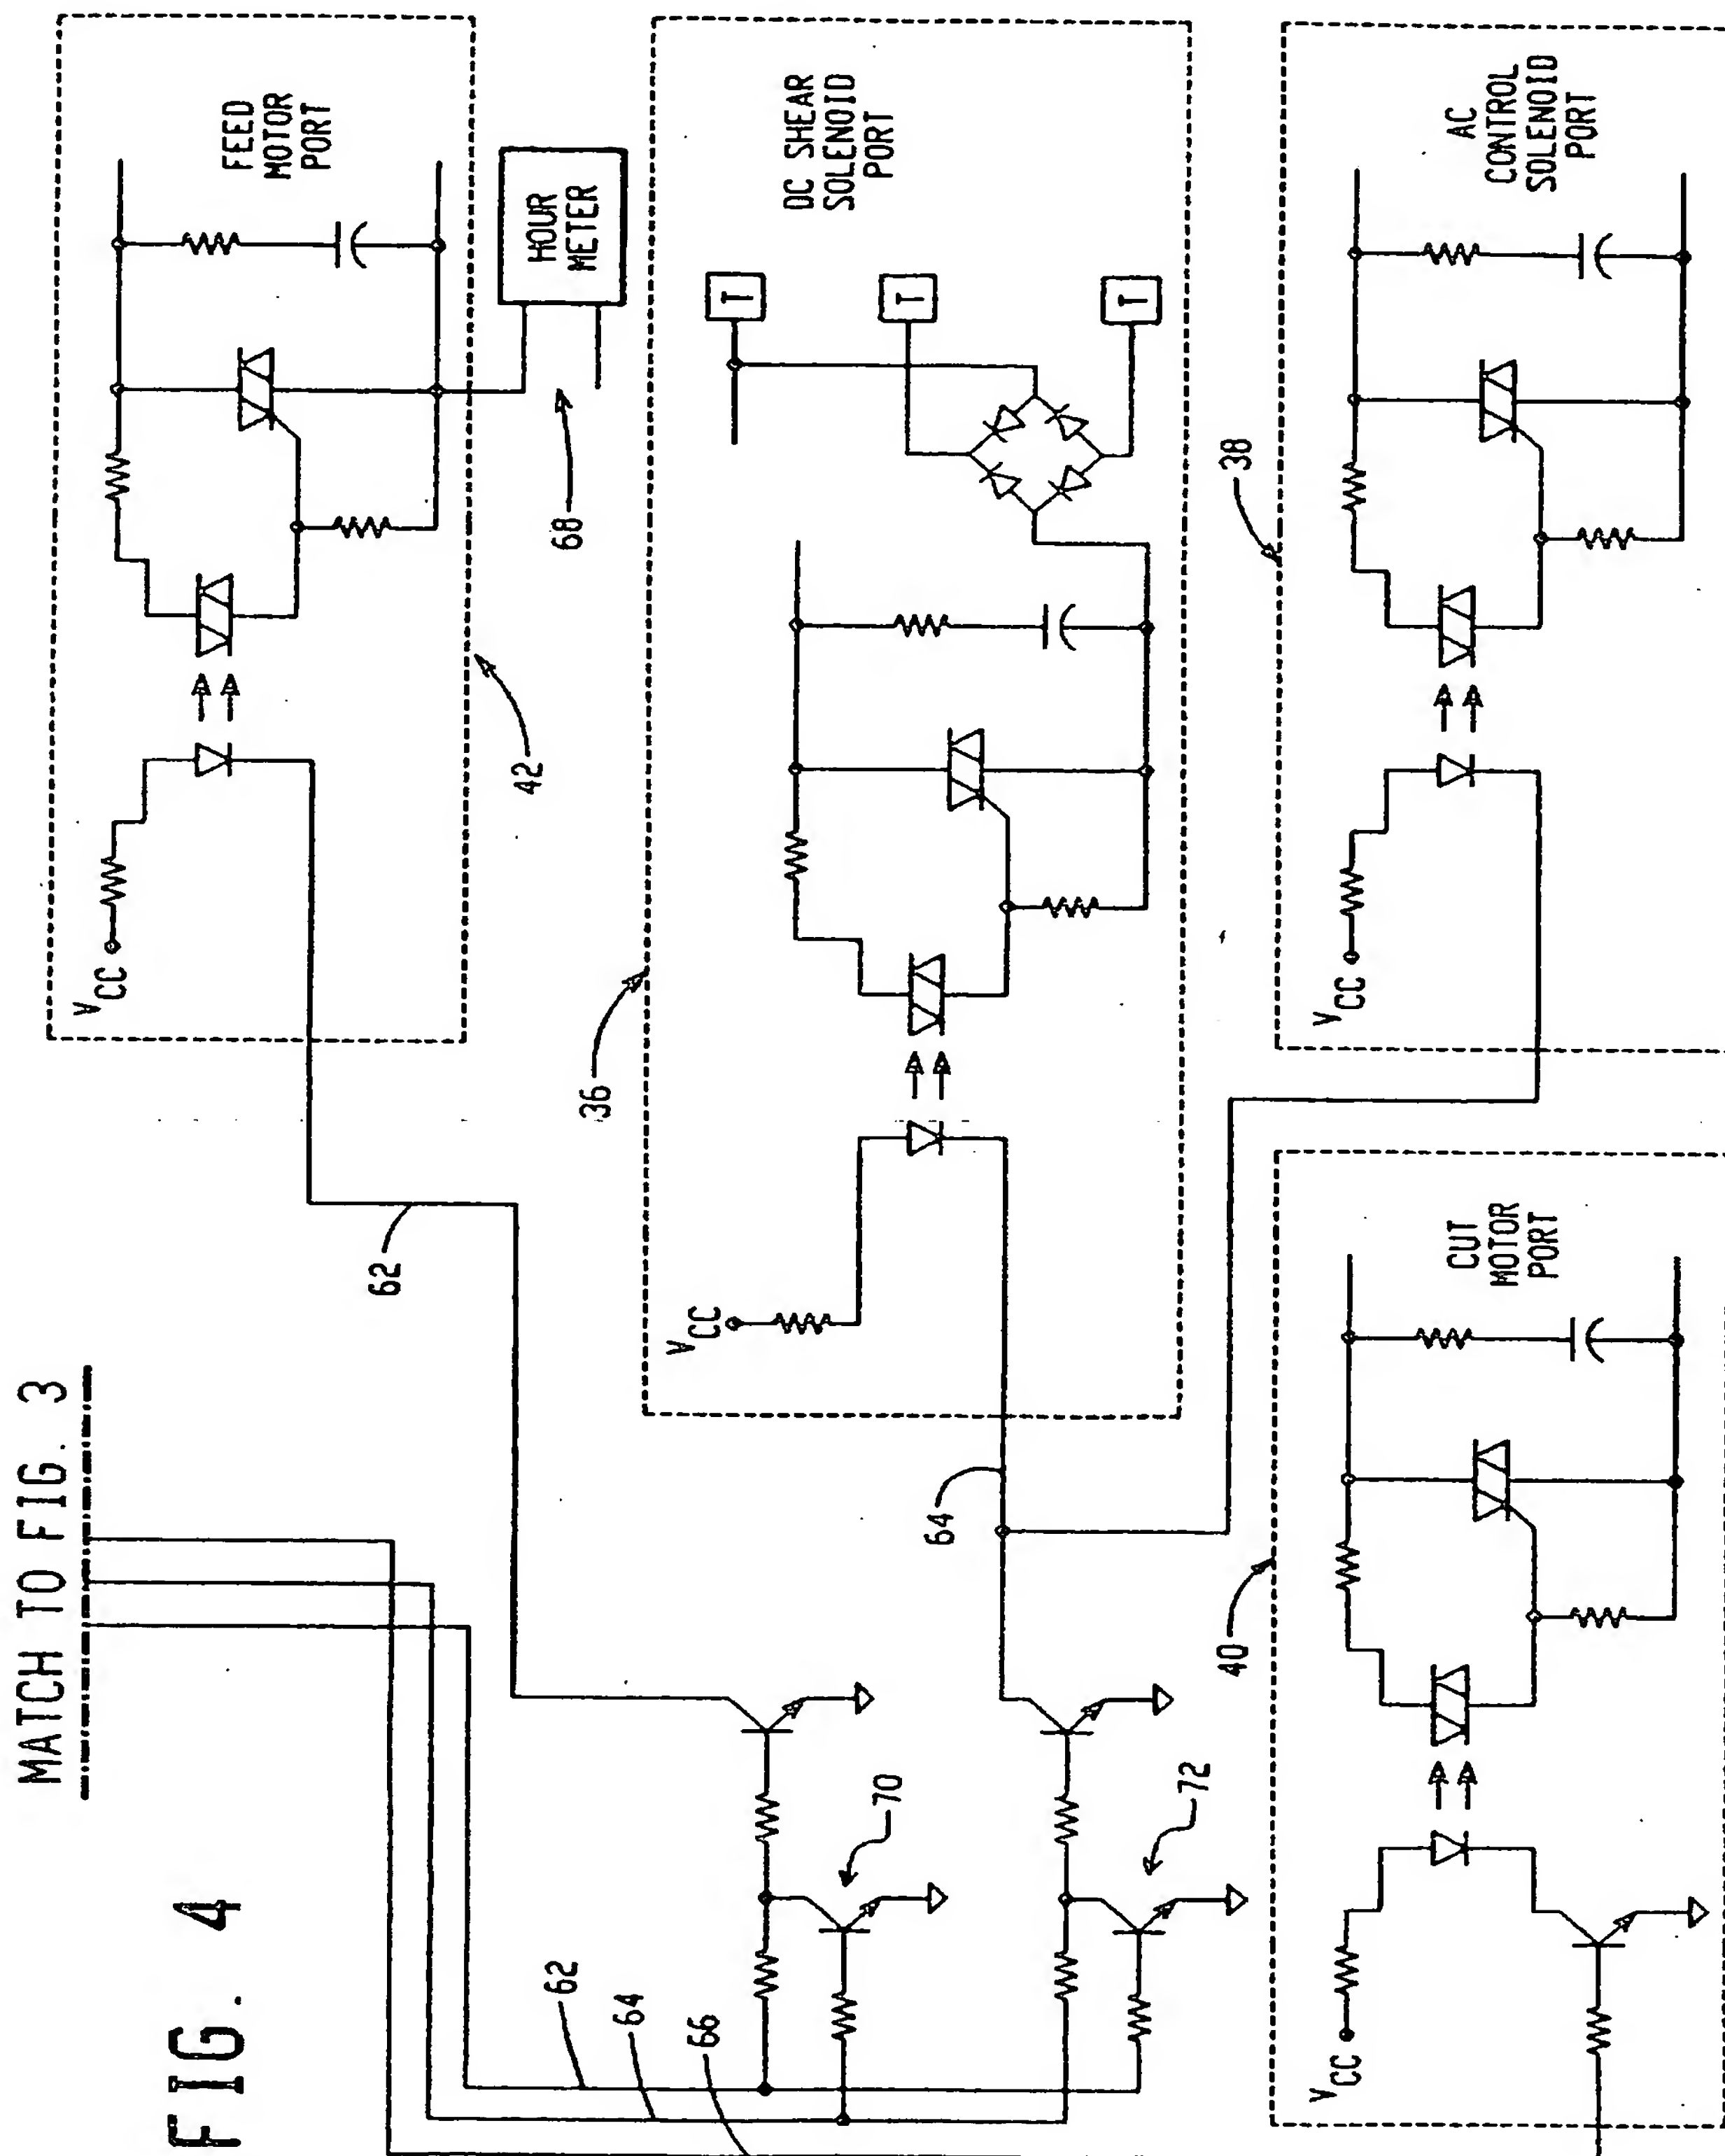 FIG. 4
MATCH TO FIG. 3
62
64
66
70
72
62
64
VCC
42
FEED
MOTOR
PORT
68
HOUR
METER
36
VCC
DC SHEAR
SOLENOID
PORT
T
T
T
38
VCC
AC
CONTROL
SOLENOID
PORT
40
VCC
CUT
MOTOR
PORT